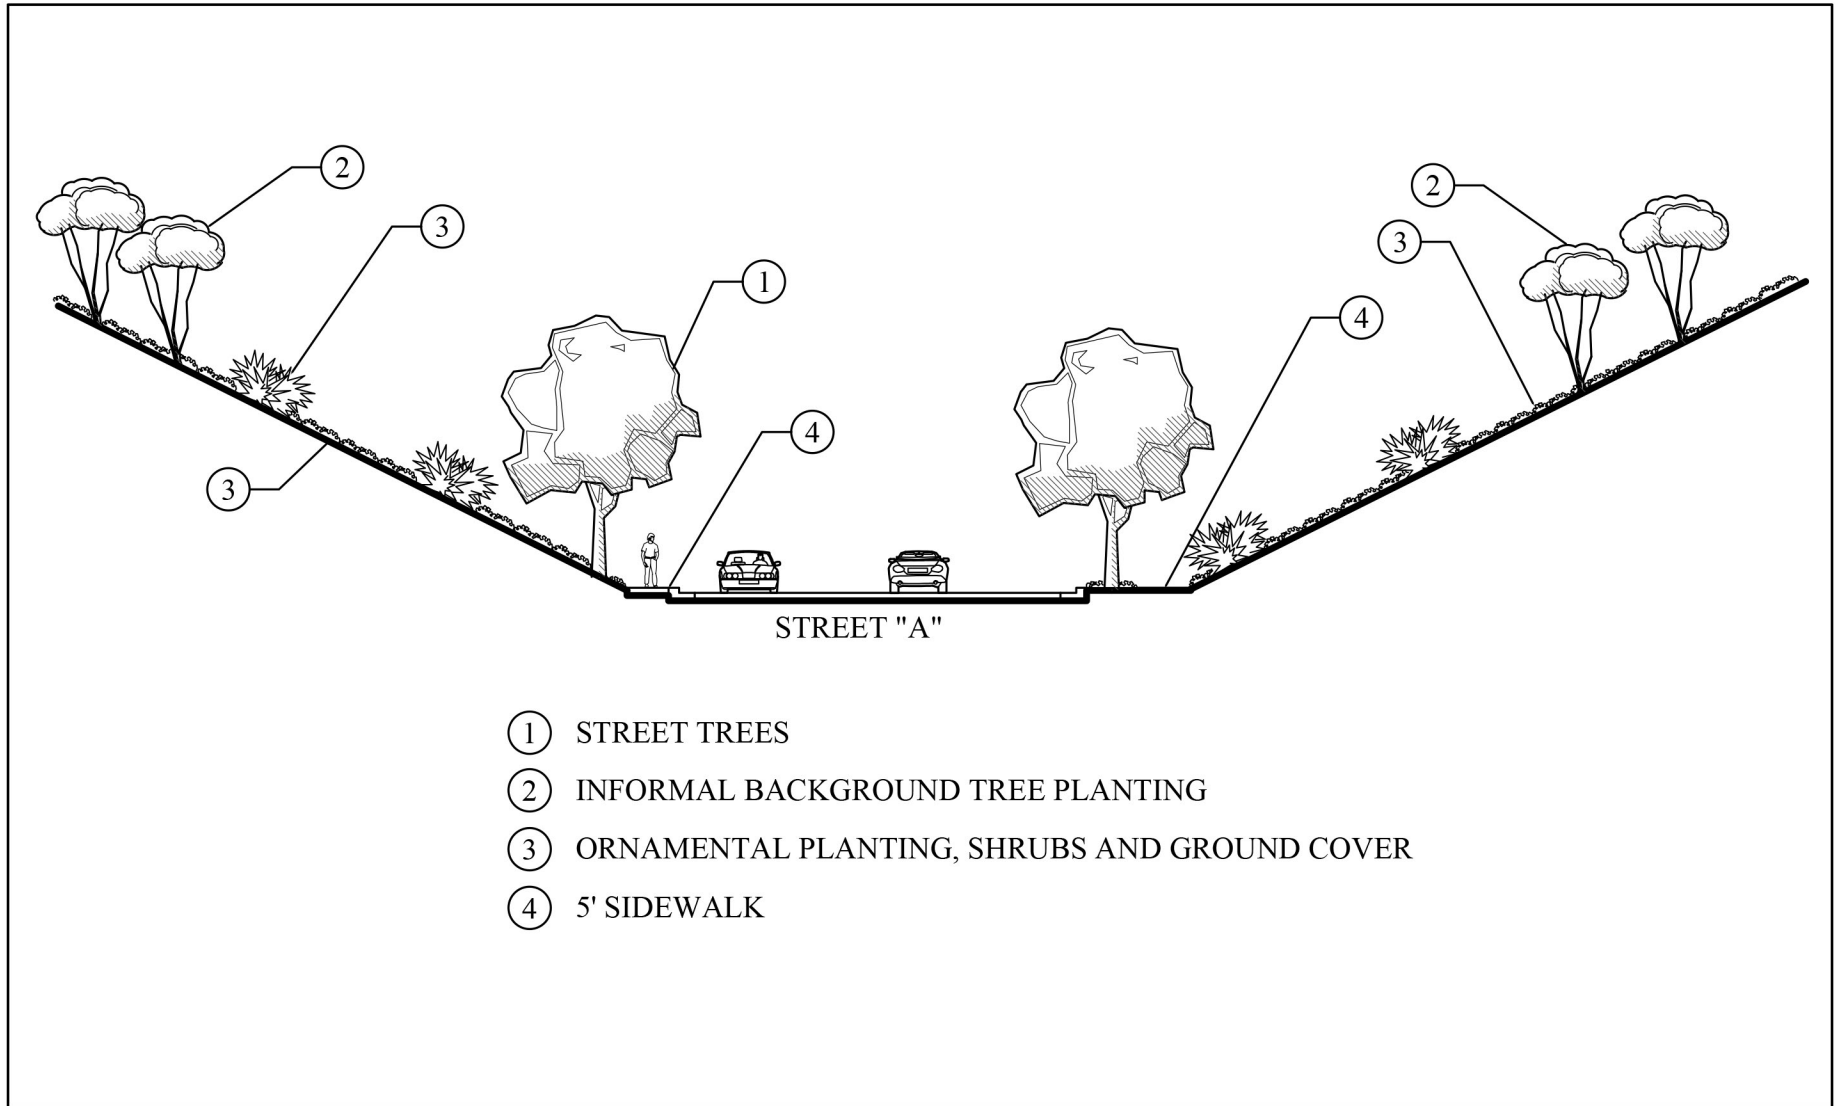 2
3
1
2
3
4
4
3
STREET "A"
1 STREET TREES
2 INFORMAL BACKGROUND TREE PLANTING
3 ORNAMENTAL PLANTING, SHRUBS AND GROUND COVER
4 5' SIDEWALK